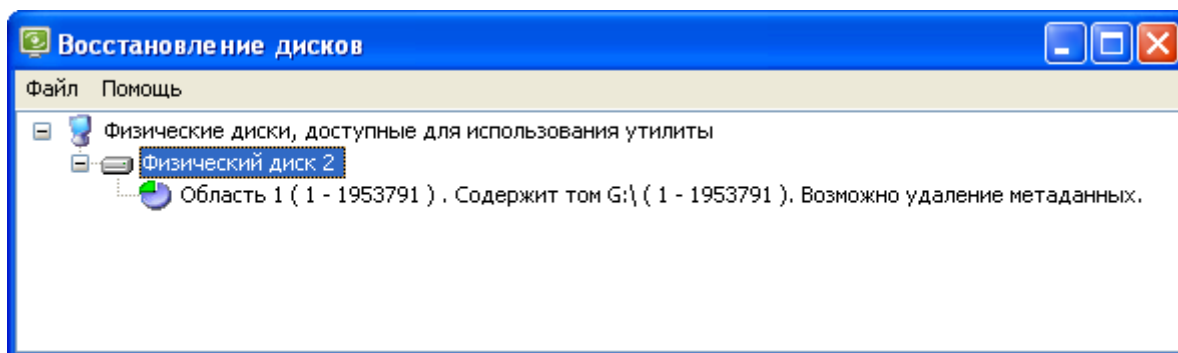 Восстановление дисков
Файл Помощь
Физические диски, доступные для использования утилиты
Физический диск 2
Область 1 ( 1 - 1953791 ) . Содержит том G:\ ( 1 - 1953791 ). Возможно удаление метаданных.